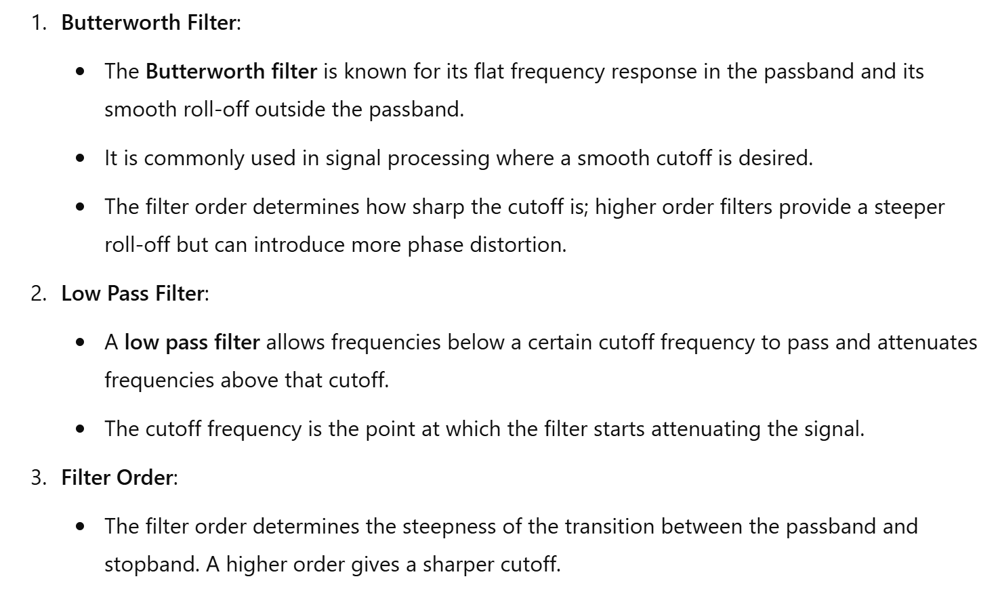 1. Butterworth Filter:
• The Butterworth filter is known for its flat frequency response in the passband and its
smooth roll-off outside the passband.
• It is commonly used in signal processing where a smooth cutoff is desired.
• The filter order determines how sharp the cutoff is; higher order filters provide a steeper
roll-off but can introduce more phase distortion.
2. Low Pass Filter:
• A low pass filter allows frequencies below a certain cutoff frequency to pass and attenuates
frequencies above that cutoff.
• The cutoff frequency is the point at which the filter starts attenuating the signal.
3. Filter Order:
• The filter order determines the steepness of the transition between the passband and
stopband. A higher order gives a sharper cutoff.